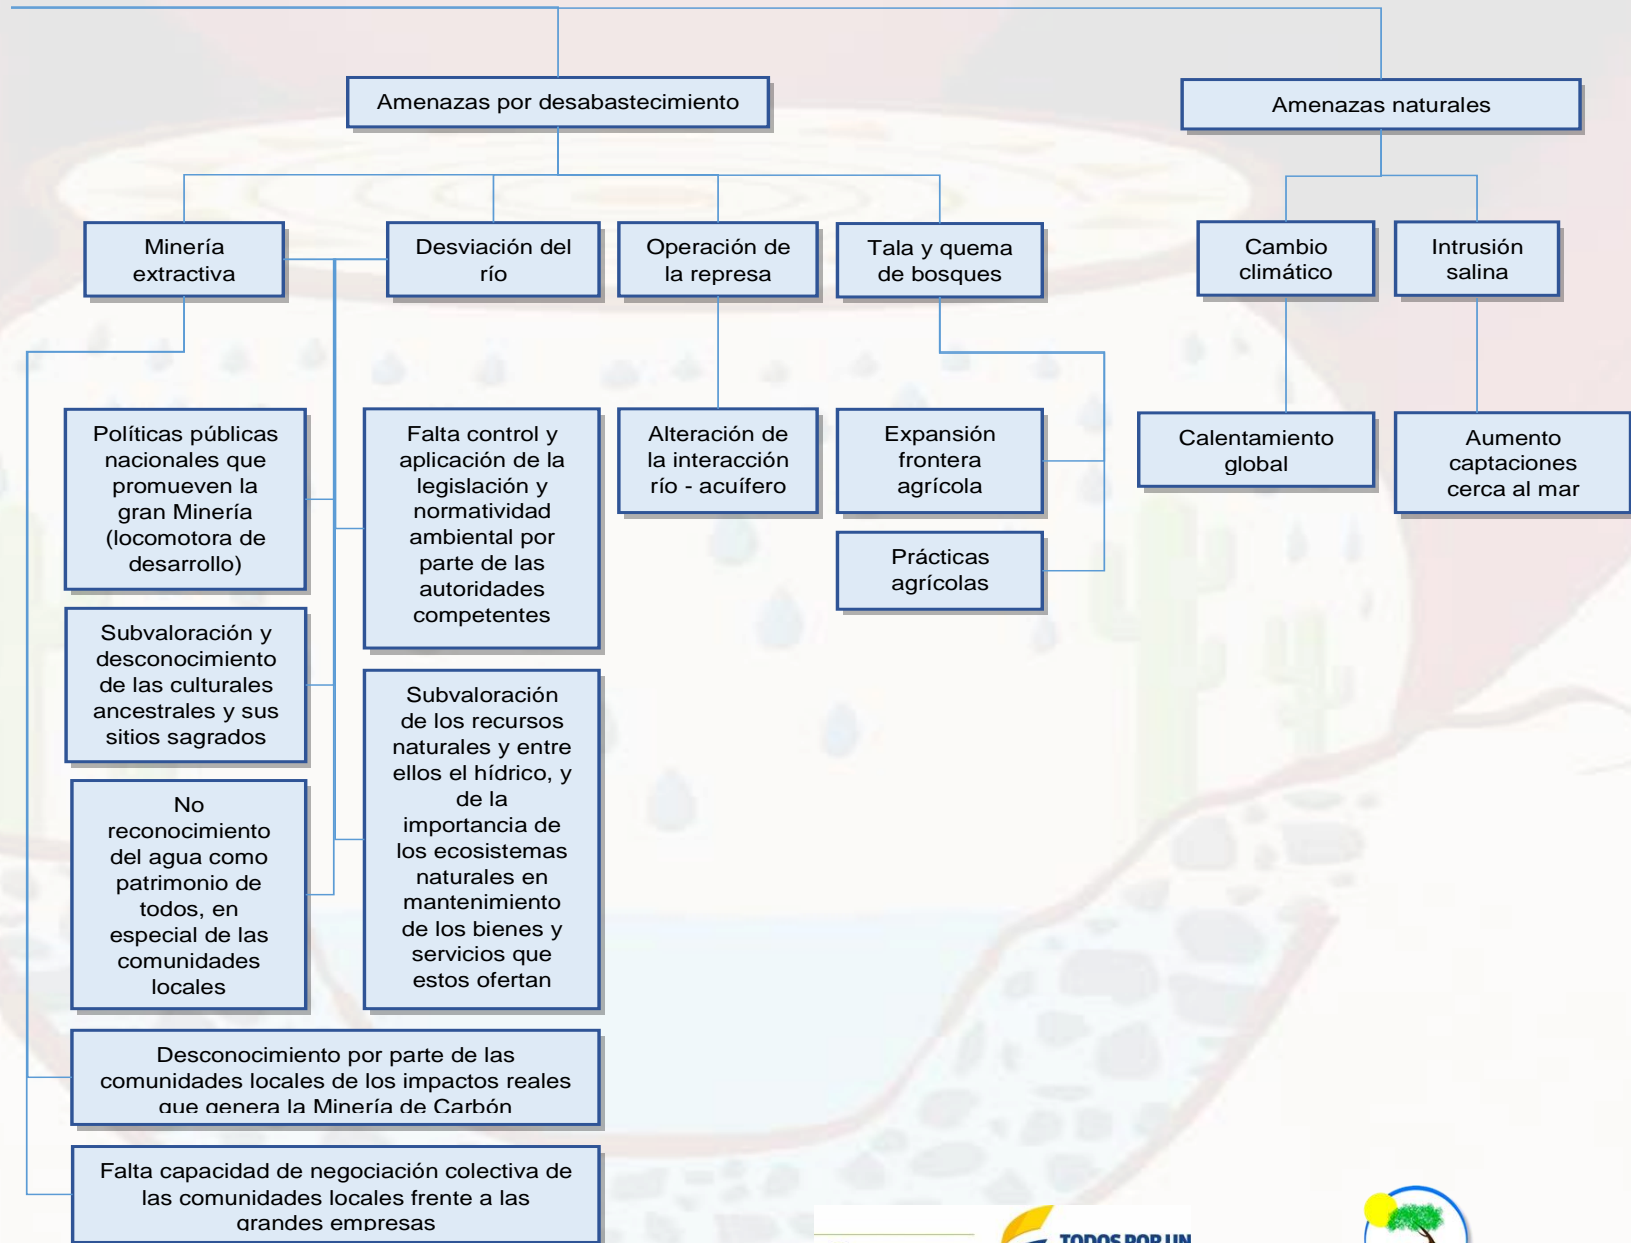 Amenazas por desabastecimiento
Amenazas naturales
Minería
extractiva
Desviación del
río
Operación de
la represa
Tala y quema
de bosques
Cambio
climático
Intrusión
salina
Políticas públicas
nacionales que
promueven la
gran Minería
(locomotora de
desarrollo)
Falta control y
aplicación de la
legislación y
normatividad
ambiental por
parte de las
autoridades
competentes
Alteración de
la interacción
río - acuífero
Expansión
frontera
agrícola
Calentamiento
global
Aumento
captaciones
cerca al mar
Prácticas
agrícolas
Subvaloración y
desconocimiento
de las culturales
ancestrales y sus
sitios sagrados
Subvaloración
de los recursos
naturales y entre
ellos el hídrico, y
de la
importancia de
los ecosistemas
naturales en
mantenimiento
de los bienes y
servicios que
estos ofertan
No
reconocimiento
del agua como
patrimonio de
todos, en
especial de las
comunidades
locales
Desconocimiento por parte de las
comunidades locales de los impactos reales
que genera la Minería de Carbón
Falta capacidad de negociación colectiva de
las comunidades locales frente a las
grandes empresas
TODOS POR UN